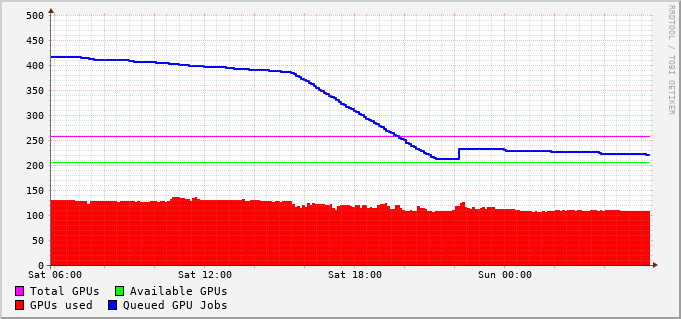 500
450
400
350
300
250
200
150
100
50
0
Sat 06:00 Sat 12:00 Sat 18:00 Sun 00:00
Total GPUs Available GPUs
GPUs used Queued GPU Jobs
RRDTOOL / TOBI OETIKER